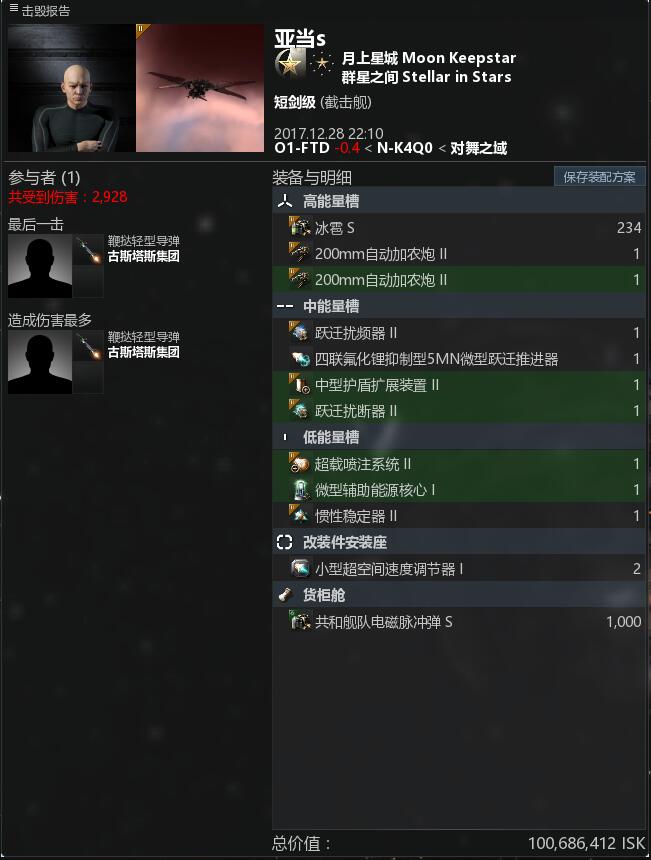 击毁报告
亚当s
月上星城 Moon Keepstar
群星之间 Stellar in Stars
短剑级 (截击舰)
2017.12.28 22:10
O1-FTD -0.4 < N-K4Q0 < 对舞之域
参与者 (1)
共受到伤害：2,928
最后一击
鞭挞轻型导弹
古斯塔斯集团
造成伤害最多
鞭挞轻型导弹
古斯塔斯集团
装备与明细
保存装配方案
高能量槽
冰雹 S 234
200mm自动加农炮 II 1
200mm自动加农炮 II 1
中能量槽
跃迁扰频器 II 1
四联氟化锂抑制型5MN微型跃迁推进器 1
中型护盾扩展装置 II 1
跃迁扰断器 II 1
低能量槽
超载喷注系统 II 1
微型辅助能源核心 I 1
惯性稳定器 II 1
改装件安装座
小型超空间速度调节器 I 2
货柜舱
共和舰队电磁脉冲弹 S 1,000
总价值： 100,686,412 ISK